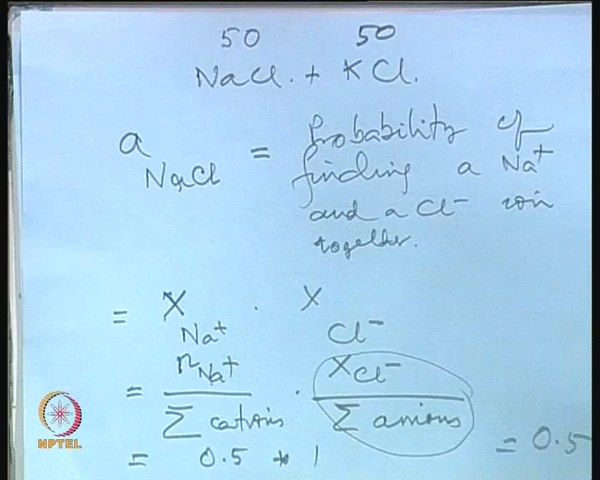 50 50
NaCl + KCl.
a NaCl = Probability of
finding a Na+
and a Cl- ion
together.
= X Na+ . X Cl-
= n Na+ / Σ cations . X Cl- / Σ anions
= 0.5 * 1 = 0.5
NPTEL